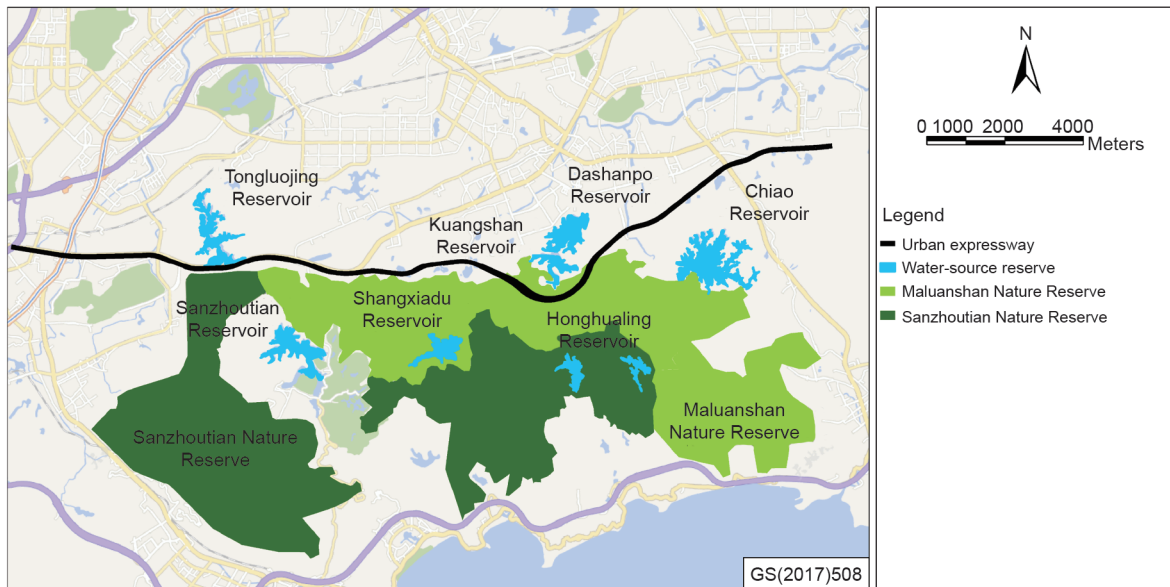 Tongluojing
Reservoir
Dashanpo
Reservoir
Chiao
Reservoir
Kuangshan
Reservoir
Sanzhoutian
Reservoir
Shangxiadu
Reservoir
Honghualing
Reservoir
Maluanshan
Nature Reserve
Sanzhoutian Nature
Reserve
GS(2017)508
N
0 1000 2000 4000
Meters
Legend
Urban expressway
Water-source reserve
Maluanshan Nature Reserve
Sanzhoutian Nature Reserve